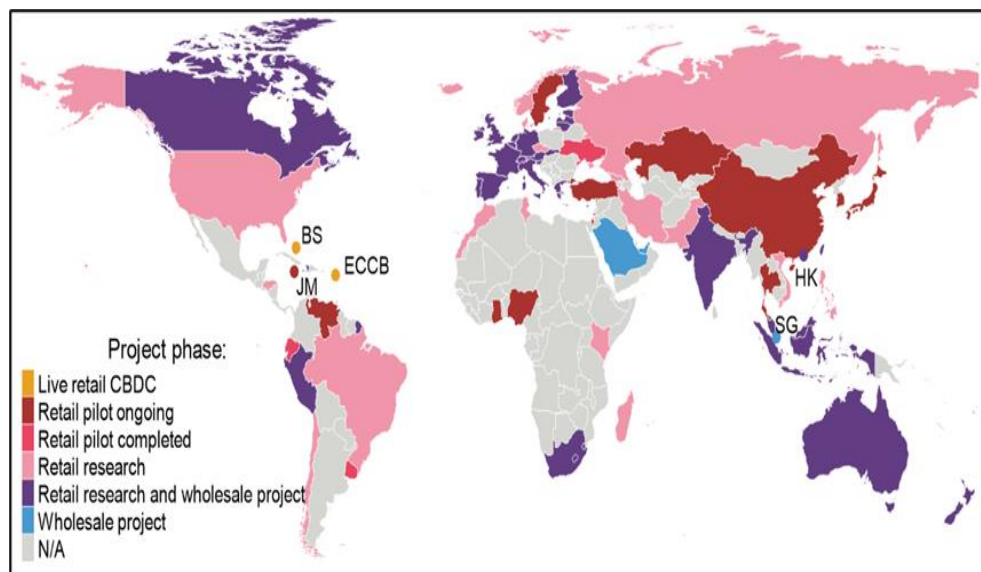 BS
ECCB
JM
HK
SG
Project phase:
Live retail CBDC
Retail pilot ongoing
Retail pilot completed
Retail research
Retail research and wholesale project
Wholesale project
N/A